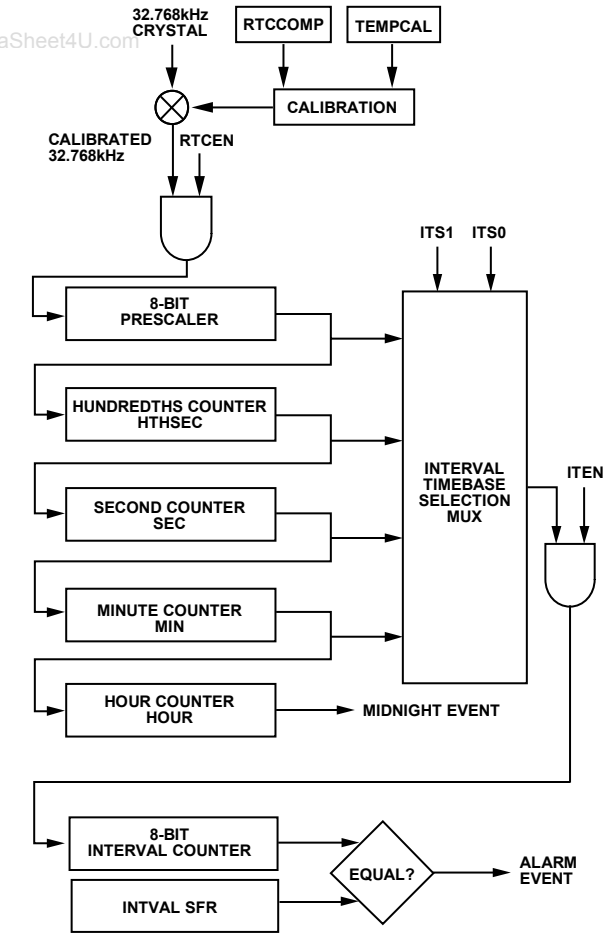 32.768kHz
CRYSTAL
RTCCOMP
TEMPCAL
aSheet4U.com
CALIBRATION
CALIBRATED
32.768kHz
RTCEN
ITS1
ITS0
8-BIT
PRESCALER
HUNDREDTHS COUNTER
HTHSEC
INTERVAL
TIMEBASE
SELECTION
MUX
ITEN
SECOND COUNTER
SEC
MINUTE COUNTER
MIN
HOUR COUNTER
HOUR
MIDNIGHT EVENT
8-BIT
INTERVAL COUNTER
EQUAL?
ALARM
EVENT
INTVAL SFR